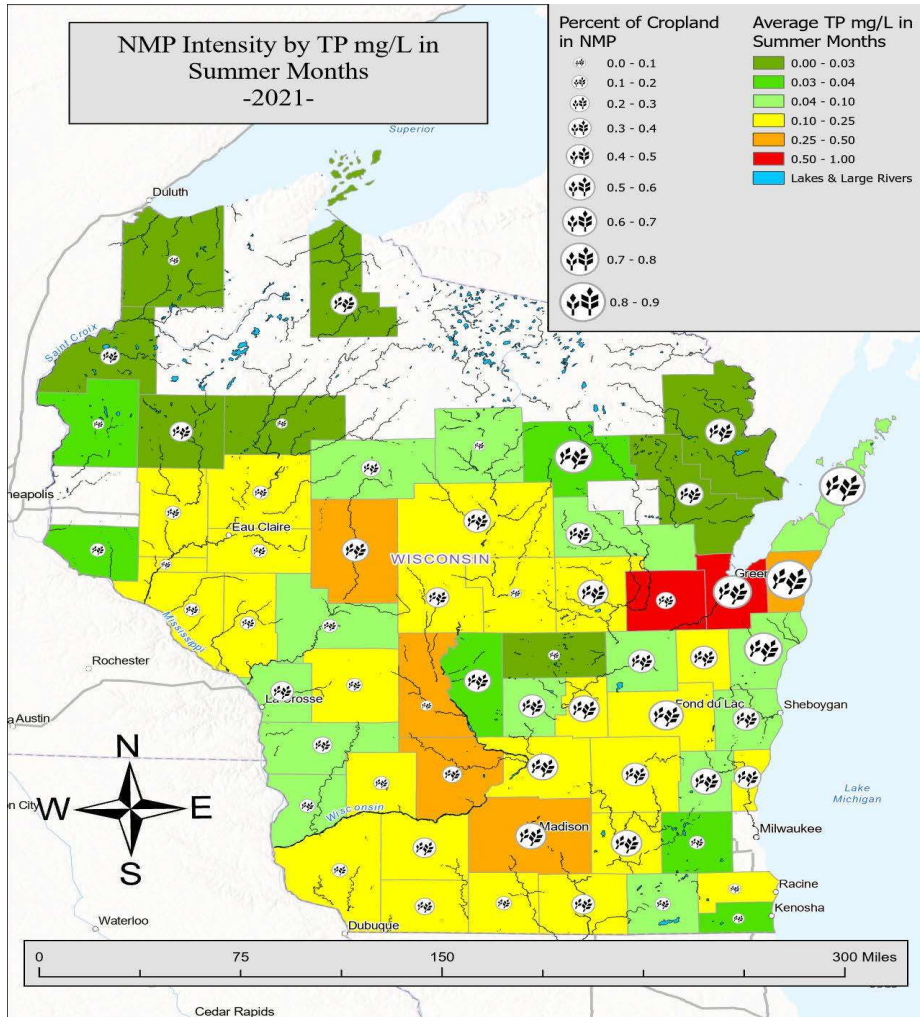 NMP Intensity by TP mg/L in
Summer Months
-2021-
Percent of Cropland
in NMP
0.0 - 0.1
0.1 - 0.2
0.2 - 0.3
0.3 - 0.4
0.4 - 0.5
0.5 - 0.6
0.6 - 0.7
0.7 - 0.8
0.8 - 0.9
Average TP mg/L in
Summer Months
0.00 - 0.03
0.03 - 0.04
0.04 - 0.10
0.10 - 0.25
0.25 - 0.50
0.50 - 1.00
Lakes & Large Rivers
Superior
Duluth
Saint Croix
neapolis
Eau Claire
WISCONSIN
Green
Mississippi
Rochester
La Crosse
Fond du Lac
Sheboygan
Austin
N
W E
S
on City
Wisconsin
Lake
Michigan
Madison
Milwaukee
Racine
Kenosha
Waterloo
Dubuque
0 75 150 300 Miles
Cedar Rapids